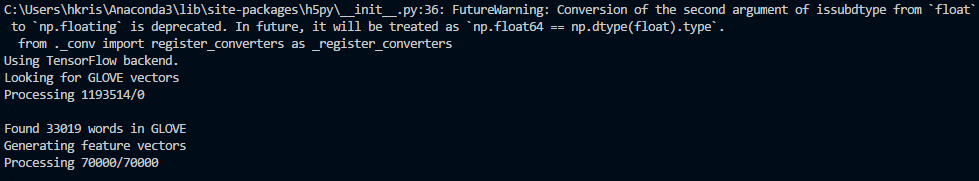 C:\Users\hkris\Anaconda3\lib\site-packages\h5py\__init__.py:36: FutureWarning: Conversion of the second argument of issubdtype from `float`
 to `np.floating` is deprecated. In future, it will be treated as `np.float64 == np.dtype(float).type`.
  from ._conv import register_converters as _register_converters
Using TensorFlow backend.
Looking for GLOVE vectors
Processing 1193514/0

Found 33019 words in GLOVE
Generating feature vectors
Processing 70000/70000